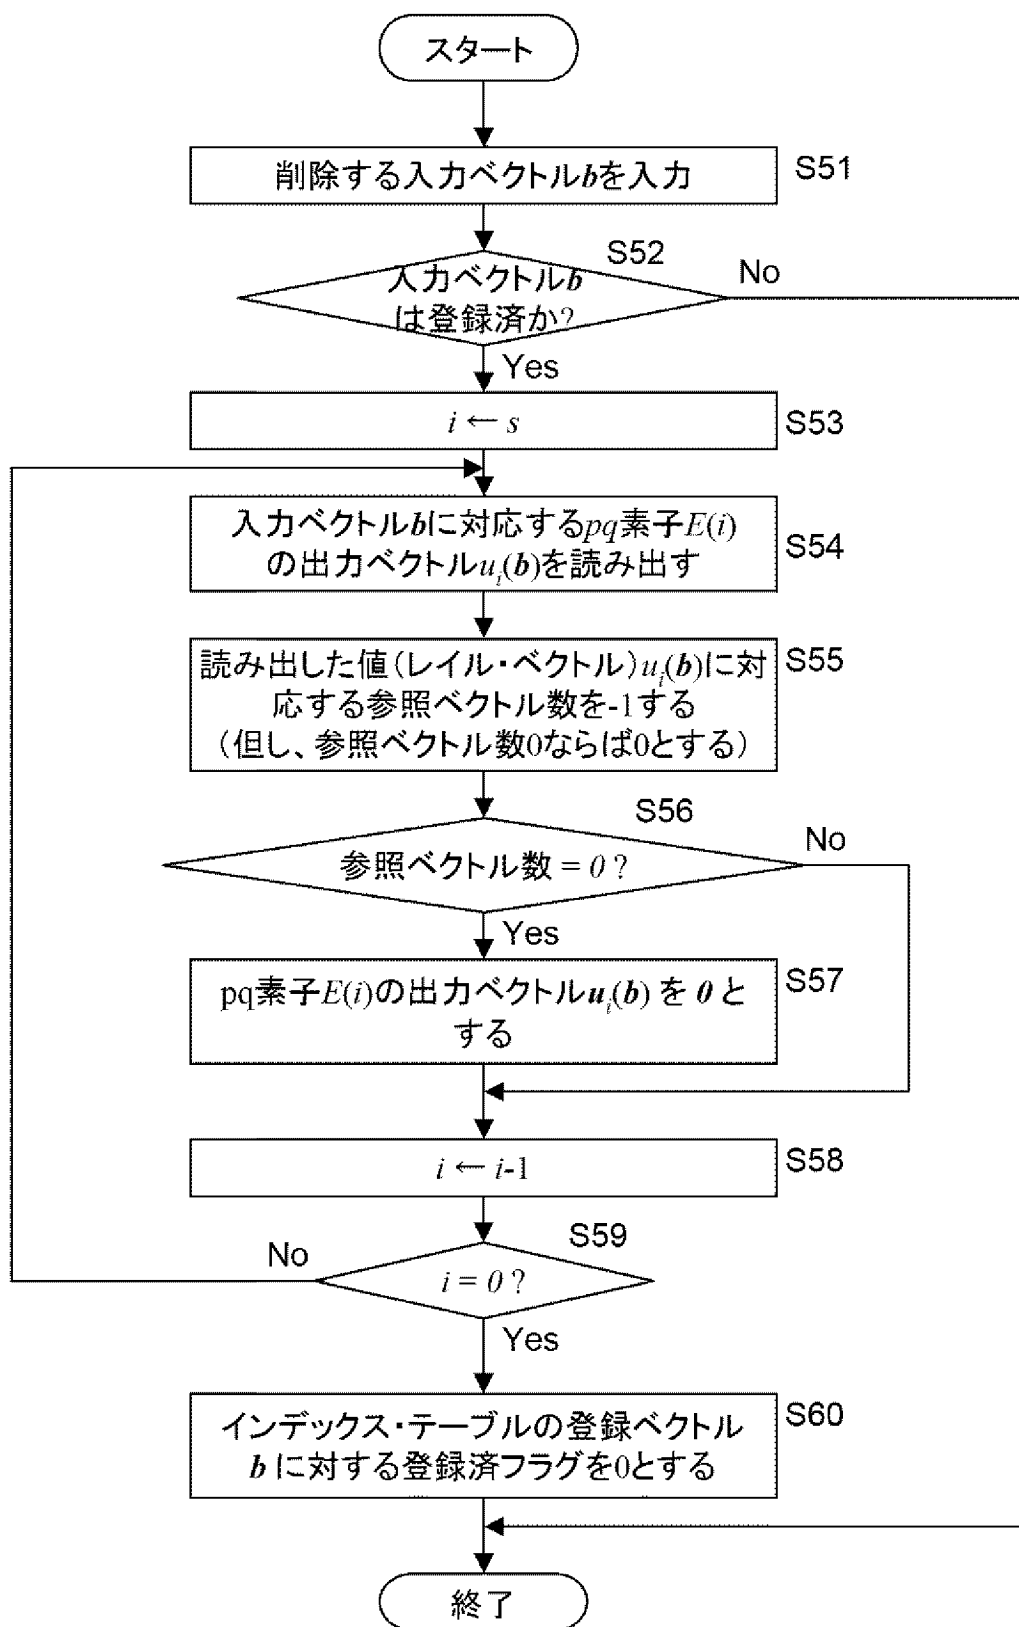 スタート
削除する入力ベクトルbを入力
S51
S52
入力ベクトルb
は登録済か?
No
Yes
i ← s
S53
入力ベクトルbに対応するpq素子E(i)
の出力ベクトルui(b)を読み出す
S54
読み出した値（レイル・ベクトル）ui(b)に対
応する参照ベクトル数を-1する
（但し、参照ベクトル数0ならば0とする）
S55
S56
参照ベクトル数 = 0 ?
No
Yes
pq素子E(i)の出力ベクトルui(b) を 0 と
する
S57
i ← i-1
S58
S59
i = 0 ?
No
Yes
インデックス・テーブルの登録ベクトル
b に対する登録済フラグを0とする
S60
終了